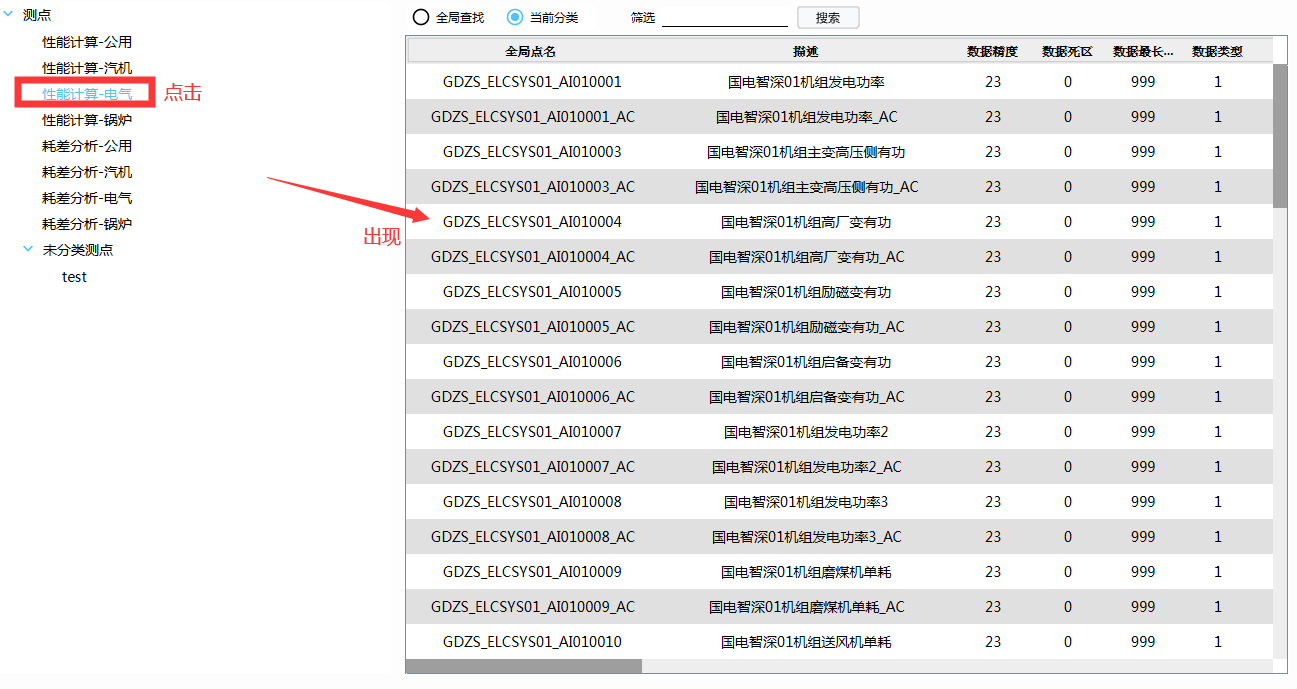 测点
性能计算-公用
性能计算-汽机
性能计算-电气 点击
性能计算-锅炉
耗差分析-公用
耗差分析-汽机
耗差分析-电气
耗差分析-锅炉
未分类测点
test
出现
全局查找 当前分类 筛选 搜索
全局点名 描述 数据精度 数据死区 数据最长... 数据类型
GDZS_ELCSYS01_AI010001 国电智深01机组发电功率 23 0 999 1
GDZS_ELCSYS01_AI010001_AC 国电智深01机组发电功率_AC 23 0 999 1
GDZS_ELCSYS01_AI010003 国电智深01机组主变高压侧有功 23 0 999 1
GDZS_ELCSYS01_AI010003_AC 国电智深01机组主变高压侧有功_AC 23 0 999 1
GDZS_ELCSYS01_AI010004 国电智深01机组高厂变有功 23 0 999 1
GDZS_ELCSYS01_AI010004_AC 国电智深01机组高厂变有功_AC 23 0 999 1
GDZS_ELCSYS01_AI010005 国电智深01机组励磁变有功 23 0 999 1
GDZS_ELCSYS01_AI010005_AC 国电智深01机组励磁变有功_AC 23 0 999 1
GDZS_ELCSYS01_AI010006 国电智深01机组启备变有功 23 0 999 1
GDZS_ELCSYS01_AI010006_AC 国电智深01机组启备变有功_AC 23 0 999 1
GDZS_ELCSYS01_AI010007 国电智深01机组发电功率2 23 0 999 1
GDZS_ELCSYS01_AI010007_AC 国电智深01机组发电功率2_AC 23 0 999 1
GDZS_ELCSYS01_AI010008 国电智深01机组发电功率3 23 0 999 1
GDZS_ELCSYS01_AI010008_AC 国电智深01机组发电功率3_AC 23 0 999 1
GDZS_ELCSYS01_AI010009 国电智深01机组磨煤机单耗 23 0 999 1
GDZS_ELCSYS01_AI010009_AC 国电智深01机组磨煤机单耗_AC 23 0 999 1
GDZS_ELCSYS01_AI010010 国电智深01机组送风机单耗 23 0 999 1